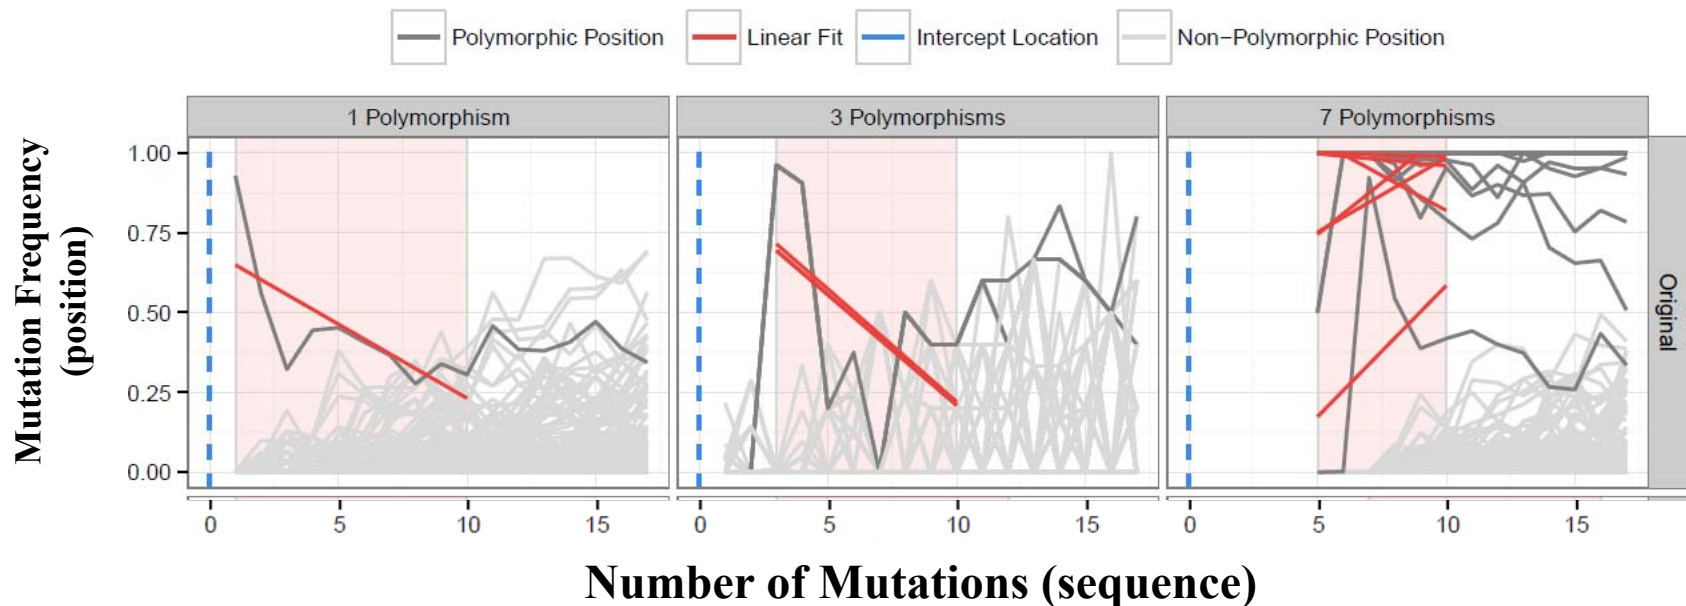 Polymorphic Position
Linear Fit
Intercept Location
Non-Polymorphic Position
1 Polymorphism
3 Polymorphisms
7 Polymorphisms
Mutation Frequency
(position)
1.00
0.75
0.50
0.25
0.00
Original
0 5 10 15
0 5 10 15
0 5 10 15
Number of Mutations (sequence)